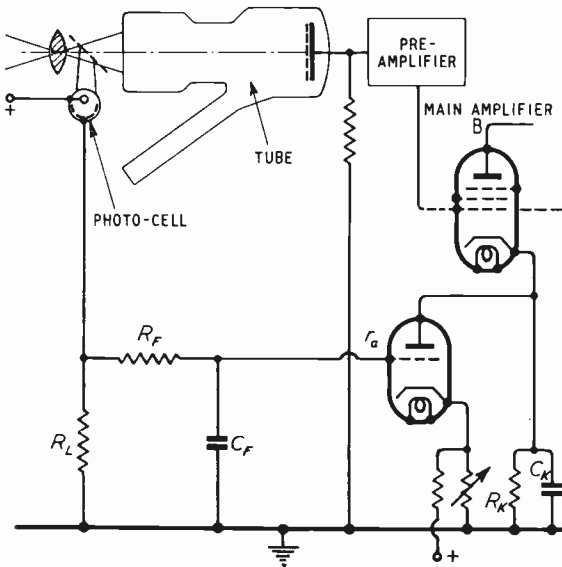 PRE-
AMPLIFIER
MAIN AMPLIFIER
B
+
TUBE
PHOTO-CELL
R_F
r_a
R_L
C_F
R_K
C_K
+